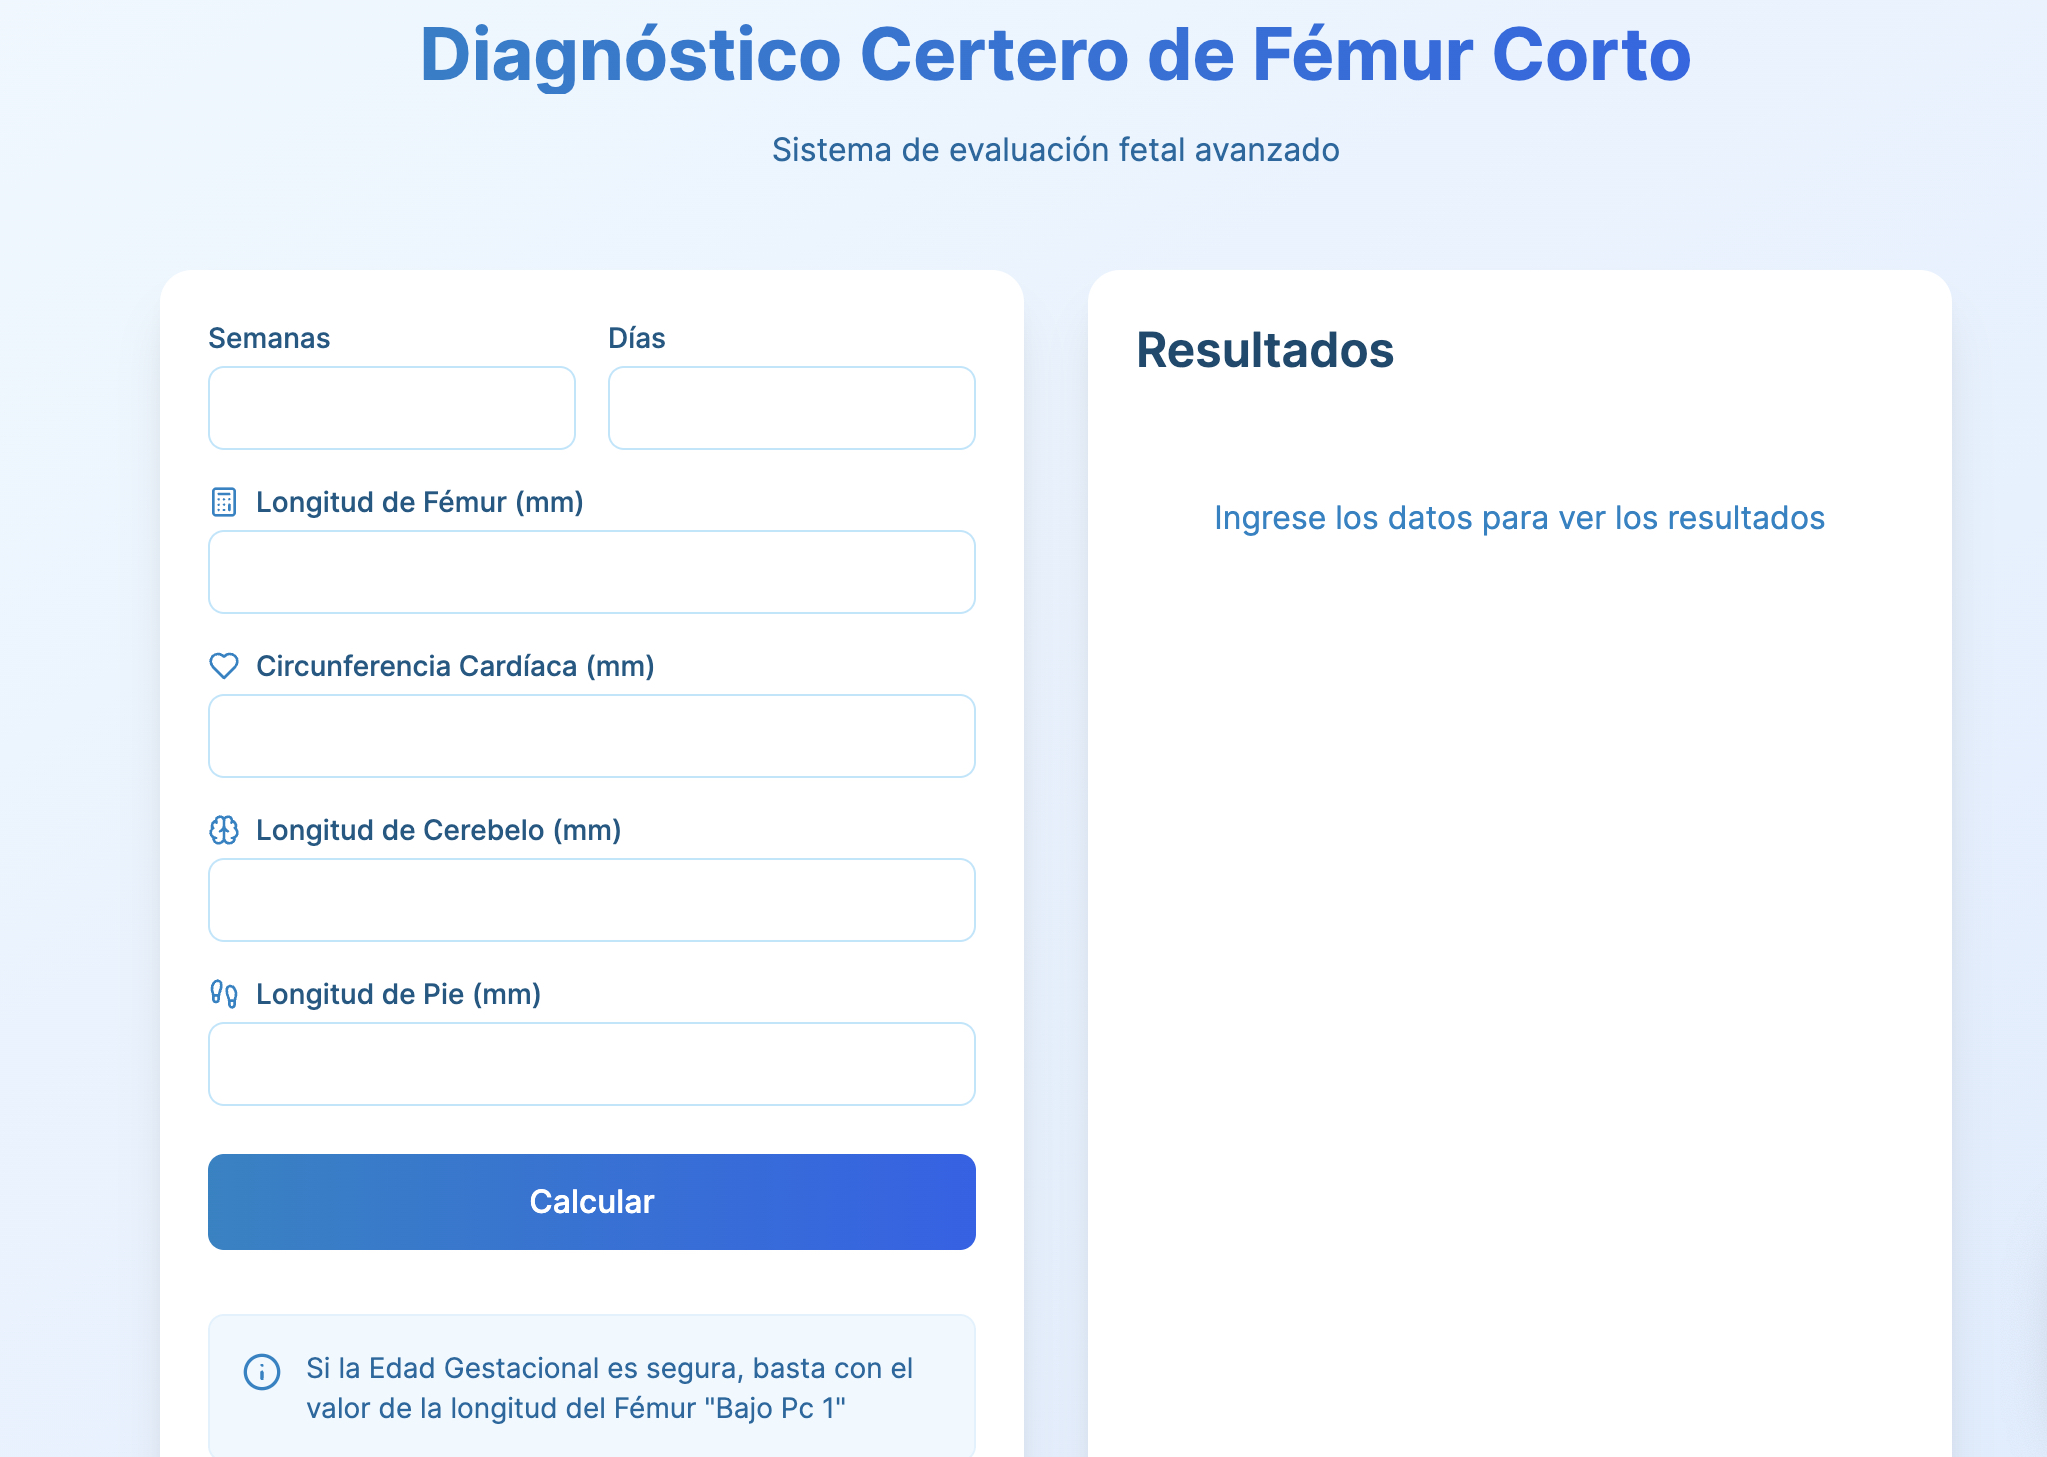 Diagnóstico Certero de Fémur Corto
Sistema de evaluación fetal avanzado
Semanas
Días
Longitud de Fémur (mm)
Circunferencia Cardíaca (mm)
Longitud de Cerebelo (mm)
Longitud de Pie (mm)
Calcular
Si la Edad Gestacional es segura, basta con el
valor de la longitud del Fémur "Bajo Pc 1"
Resultados
Ingrese los datos para ver los resultados